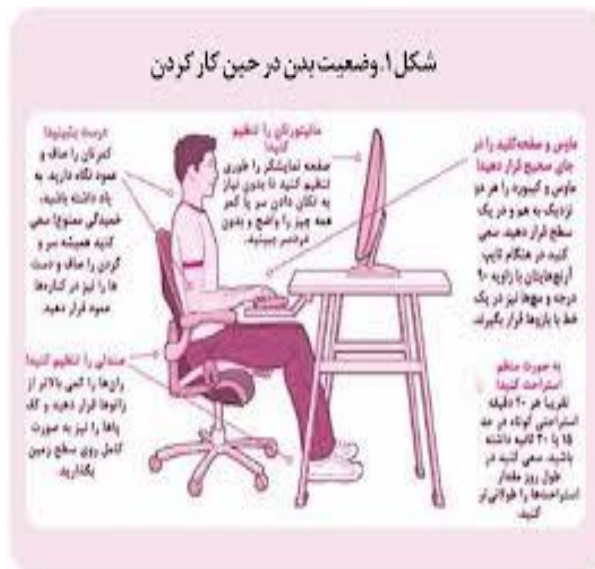 شکل ۱. وضعیت بدن در حین کار کردن
درست بنشینید!
کمرتان را صاف و
عمود نگاه دارید. به
یاد داشته باشید،
خمیدگی ممنوع! سعی
کنید همیشه سر و
گردن را صاف و دست
ها را نیز در کناره‌ها
عمود قرار دهید.
مانیتورتان را تنظیم
کنید!
صفحه نمایشگر را طوری
تنظیم کنید تا بدون نیاز
به تکان دادن سر یا کمر
همه چیز را واضح و بدون
دردسر ببینید.
ماوس و صفحه‌کلید را در
جای صحیح قرار دهید!
ماوس و کیبورد را هر دو
نزدیک به هم و در یک
سطح قرار دهید. سعی
کنید در هنگام تایپ
آرنج‌هایتان با زاویه ۹۰
درجه و مچ‌ها نیز در یک
خط با بازوها قرار بگیرند.
صندلی را تنظیم کنید!
ران‌ها را کمی بالاتر از
زانوها قرار دهید و کف
پاها را نیز به صورت
کامل روی سطح زمین
بگذارید.
به صورت منظم
استراحت کنید!
تقریبا هر ۲۰ دقیقه
استراحتی کوتاه در حد
۱۵ یا ۳۰ ثانیه داشته
باشید. سعی کنید در
طول روز مقدار
استراحت‌ها را طولانی‌تر
کنید.